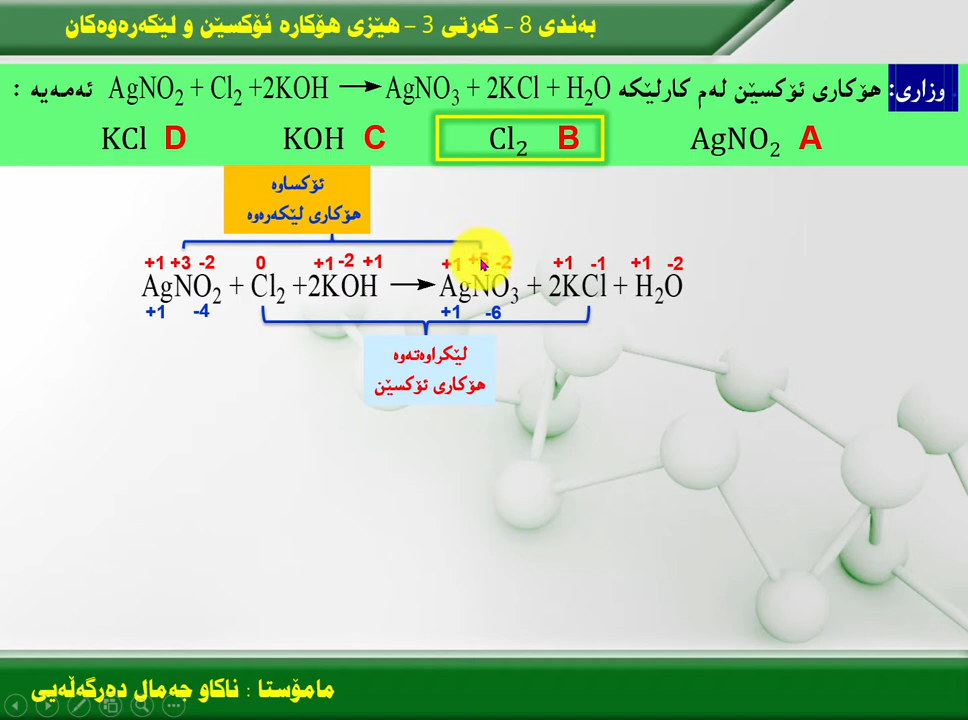 بەندی 8 - کەرتی 3 - هێزی هۆکارە ئۆکسێن و لێکەرەوەکان
وزاری: هۆکاری ئۆکسێن لەم کارلێکە AgNO₂ + Cl₂ +2KOH ⟶ AgNO₃ + 2KCl + H₂O ئەمەیە :
KCl D KOH C Cl₂ B AgNO₂ A
ئۆکساوە
هۆکاری لێکەرەوە
+1 +3 -2 0 +1 -2 +1 +1 +5 -2 +1 -1 +1 -2
AgNO₂ + Cl₂ +2KOH ⟶ AgNO₃ + 2KCl + H₂O
+1 -4 +1 -6
لێکراوەتەوە
هۆکاری ئۆکسێن
مامۆستا : ناکاو جەمال دەرگەڵەیی